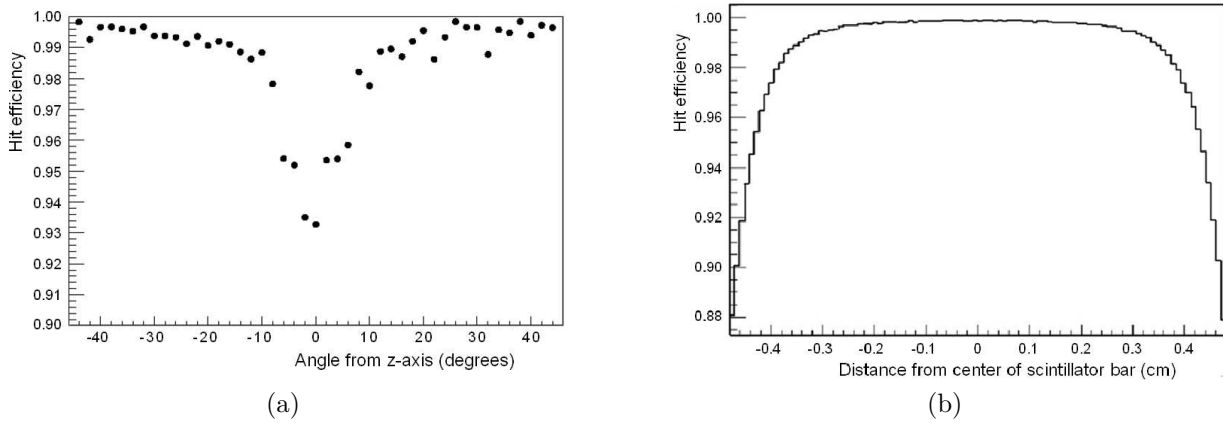 Hit efficiency
1.00
0.99
0.98
0.97
0.96
0.95
0.94
0.93
0.92
0.91
0.90
-40 -30 -20 -10 0 10 20 30 40
Angle from z-axis (degrees)
(a)
Hit efficiency
1.00
0.98
0.96
0.94
0.92
0.90
0.88
-0.4 -0.3 -0.2 -0.1 0 0.1 0.2 0.3 0.4
Distance from center of scintillator bar (cm)
(b)